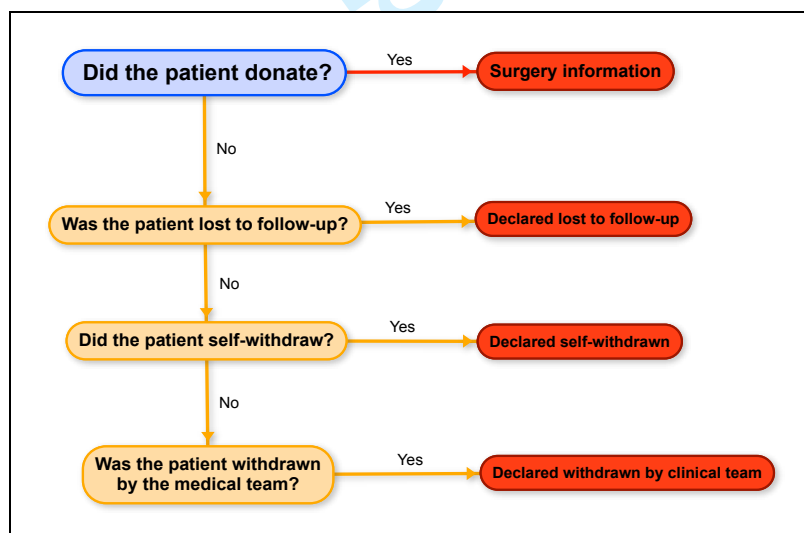 Did the patient donate?
Yes
Surgery information
No
Was the patient lost to follow-up?
Yes
Declared lost to follow-up
No
Did the patient self-withdraw?
Yes
Declared self-withdrawn
No
Was the patient withdrawn
by the medical team?
Yes
Declared withdrawn by clinical team